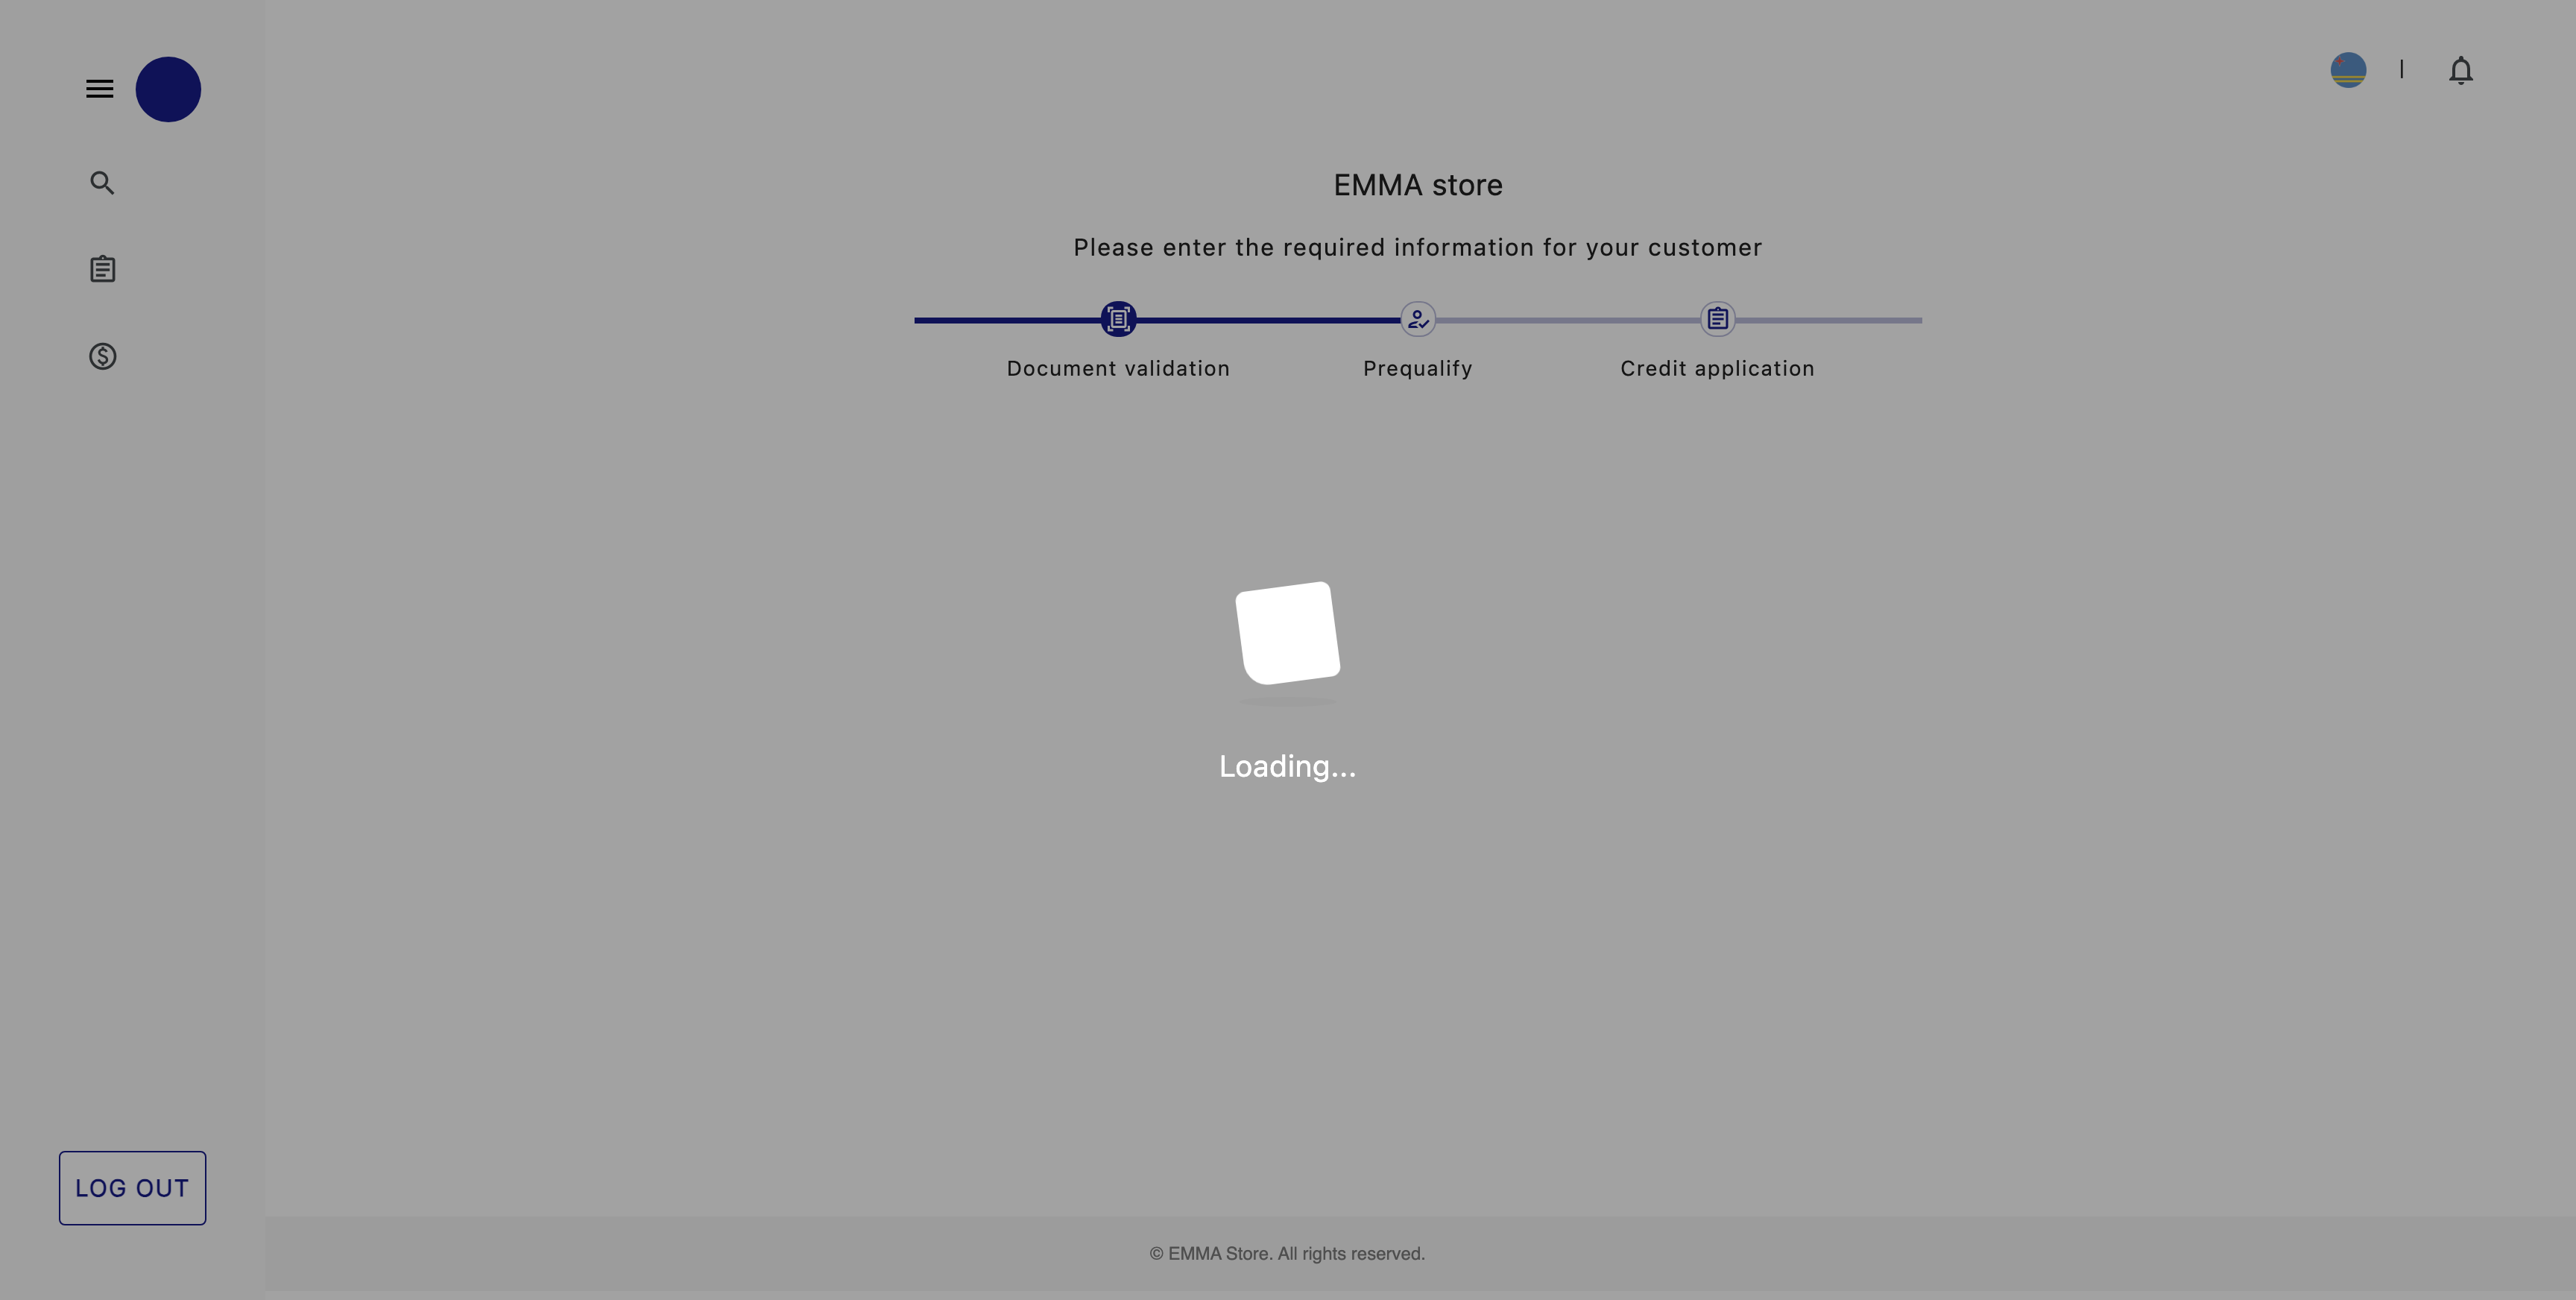 EMMA store
Please enter the required information for your customer
Document validation
Prequalify
Credit application
Loading...
LOG OUT
© EMMA Store. All rights reserved.